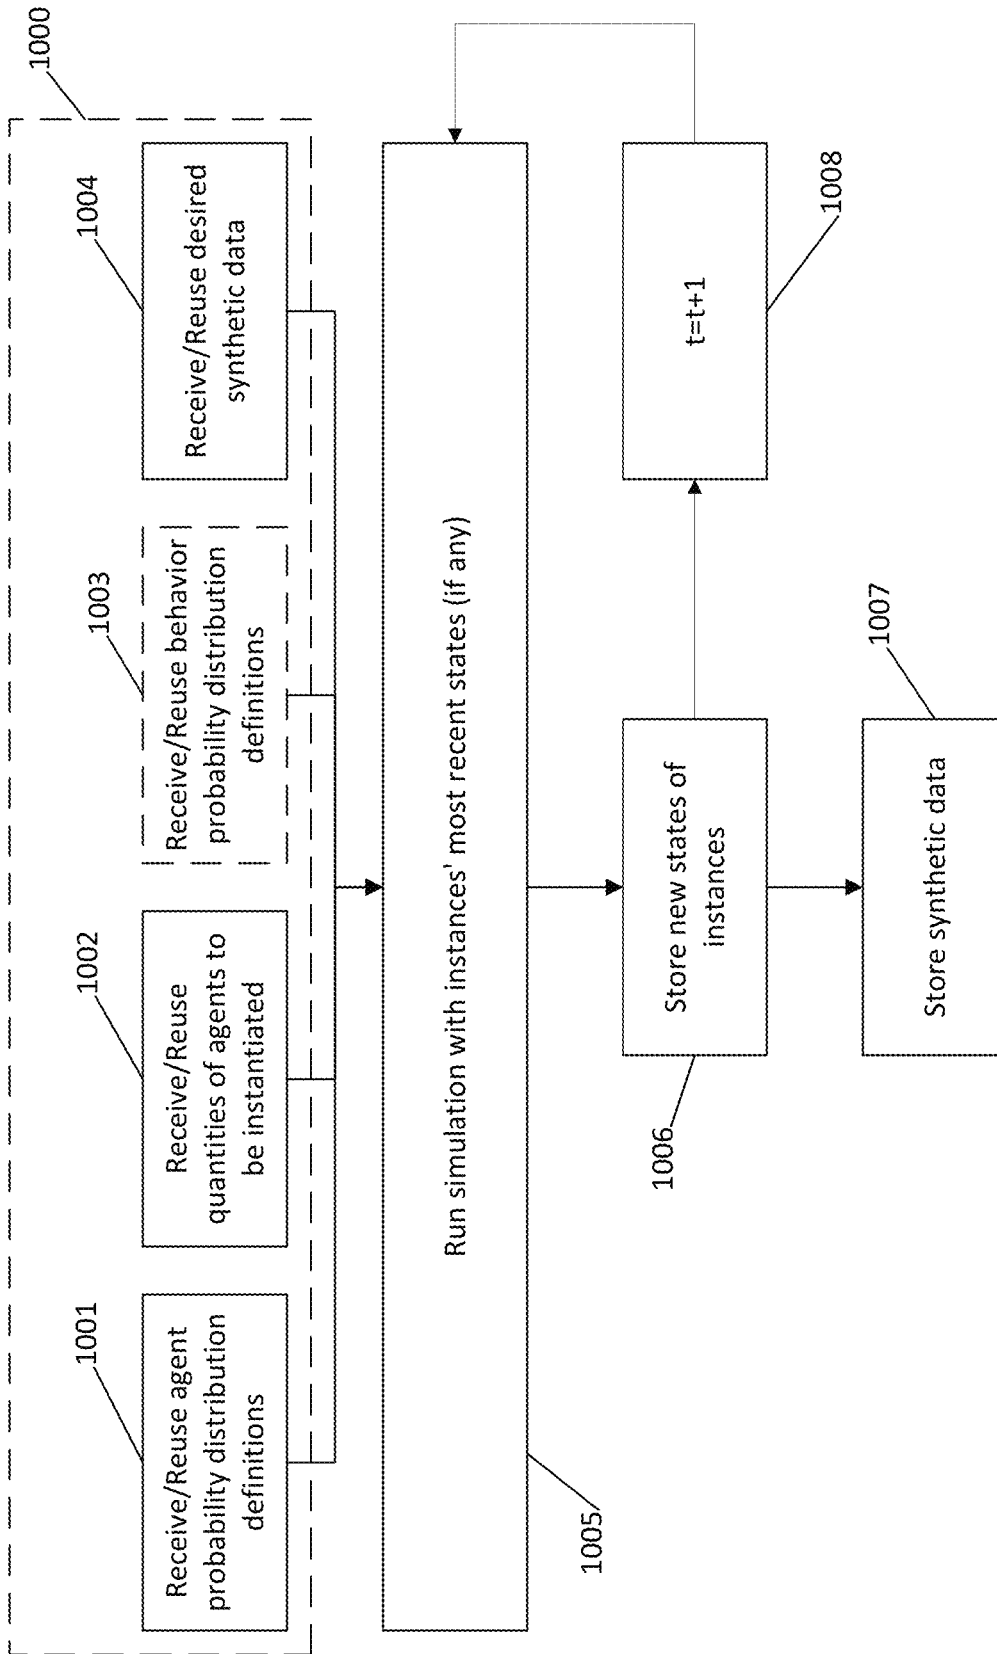 1000
1001
Receive/Reuse agent
probability distribution
definitions
1002
Receive/Reuse
quantities of agents to
be instantiated
1003
Receive/Reuse behavior
probability distribution
definitions
1004
Receive/Reuse desired
synthetic data
Run simulation with instances' most recent states (if any)
1005
1006
Store new states of
instances
t=t+1
1008
1007
Store synthetic data